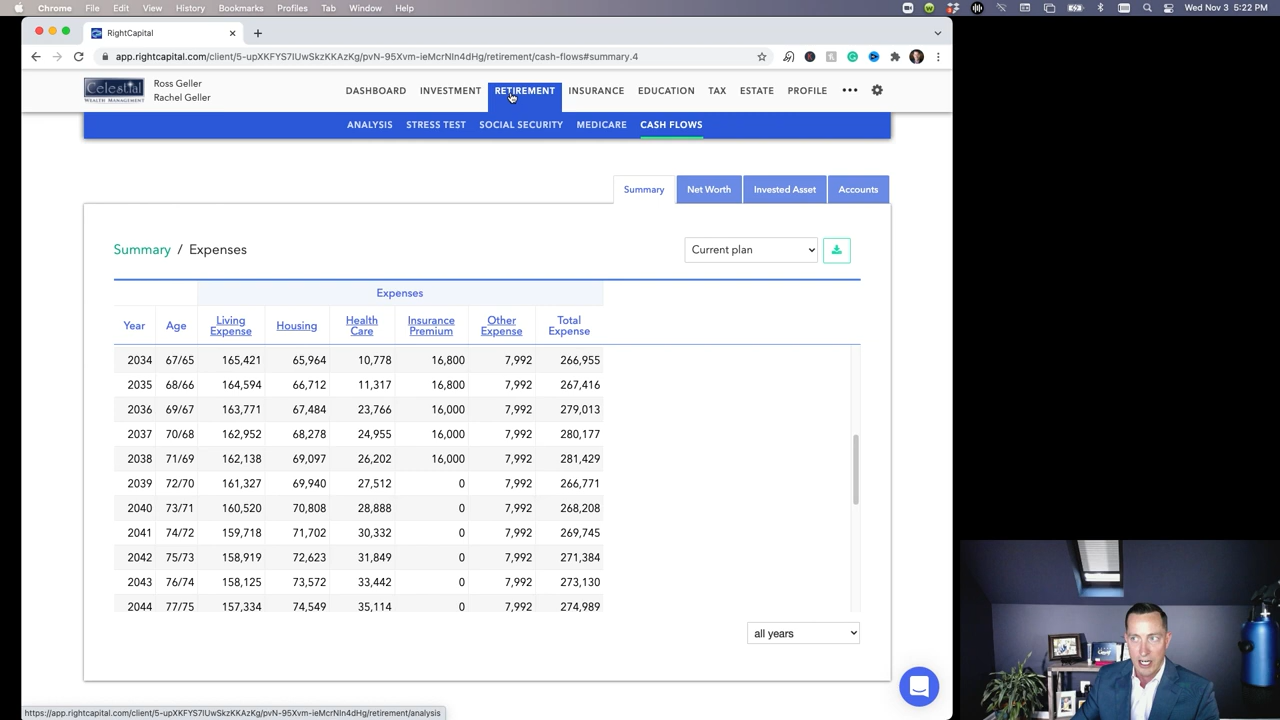 Chrome File Edit View History Bookmarks Profiles Tab Window Help Wed Nov 3 5:22 PM
RightCapital
app.rightcapital.com/client/5-upXKFYS7IUwSkzKKAzKg/pvN-95Xvm-ieMcrNIn4dHg/retirement/cash-flows#summary.4
Celestial
WEALTH MANAGEMENT
Ross Geller
Rachel Geller
DASHBOARD INVESTMENT RETIREMENT INSURANCE EDUCATION TAX ESTATE PROFILE
ANALYSIS STRESS TEST SOCIAL SECURITY MEDICARE CASH FLOWS
Summary Net Worth Invested Asset Accounts
Summary / Expenses Current plan
Expenses
Year Age Living Expense Housing Health Care Insurance Premium Other Expense Total Expense
2034 67/65 165,421 65,964 10,778 16,800 7,992 266,955
2035 68/66 164,594 66,712 11,317 16,800 7,992 267,416
2036 69/67 163,771 67,484 23,766 16,000 7,992 279,013
2037 70/68 162,952 68,278 24,955 16,000 7,992 280,177
2038 71/69 162,138 69,097 26,202 16,000 7,992 281,429
2039 72/70 161,327 69,940 27,512 0 7,992 266,771
2040 73/71 160,520 70,808 28,888 0 7,992 268,208
2041 74/72 159,718 71,702 30,332 0 7,992 269,745
2042 75/73 158,919 72,623 31,849 0 7,992 271,384
2043 76/74 158,125 73,572 33,442 0 7,992 273,130
2044 77/75 157,334 74,549 35,114 0 7,992 274,989
all years
https://app.rightcapital.com/client/5-upXKFYS7IUwSkzKKAzKg/pvN-95Xvm-ieMcrNIn4dHg/retirement/analysis